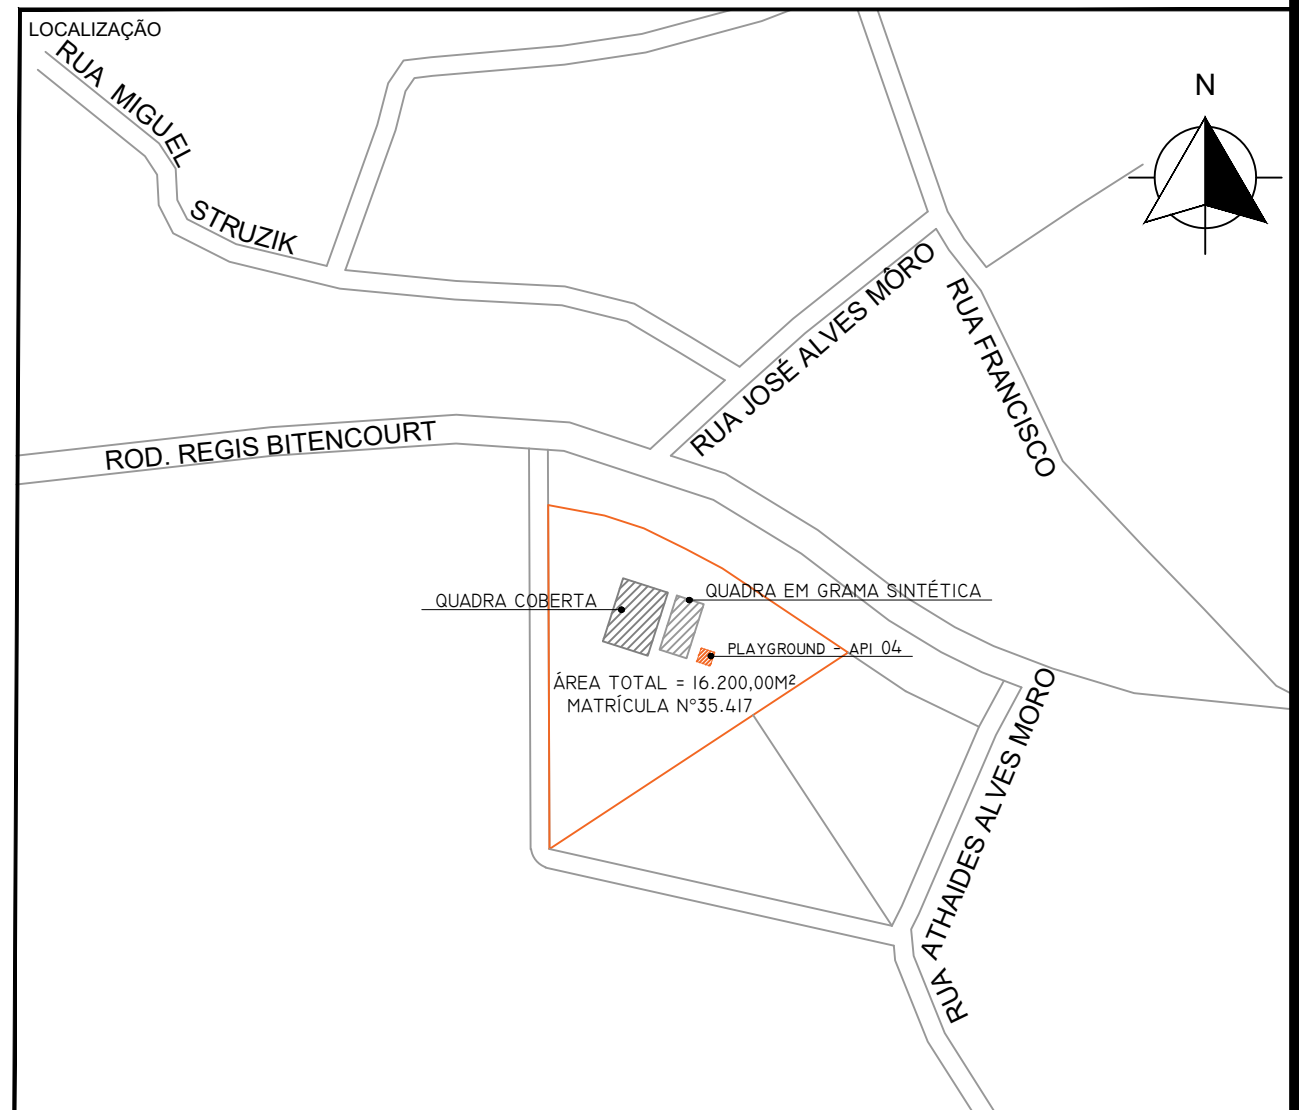 LOCALIZAÇÃO
RUA MIGUEL
STRUZIK
N
RUA JOSÉ ALVES MÔRO
RUA FRANCISCO
ROD. REGIS BITENCOURT
QUADRA COBERTA
QUADRA EM GRAMA SINTÉTICA
PLAYGROUND - API 04
ÁREA TOTAL = 16.200,00M²
MATRÍCULA N°35.417
RUA ATHAIDES ALVES MORO